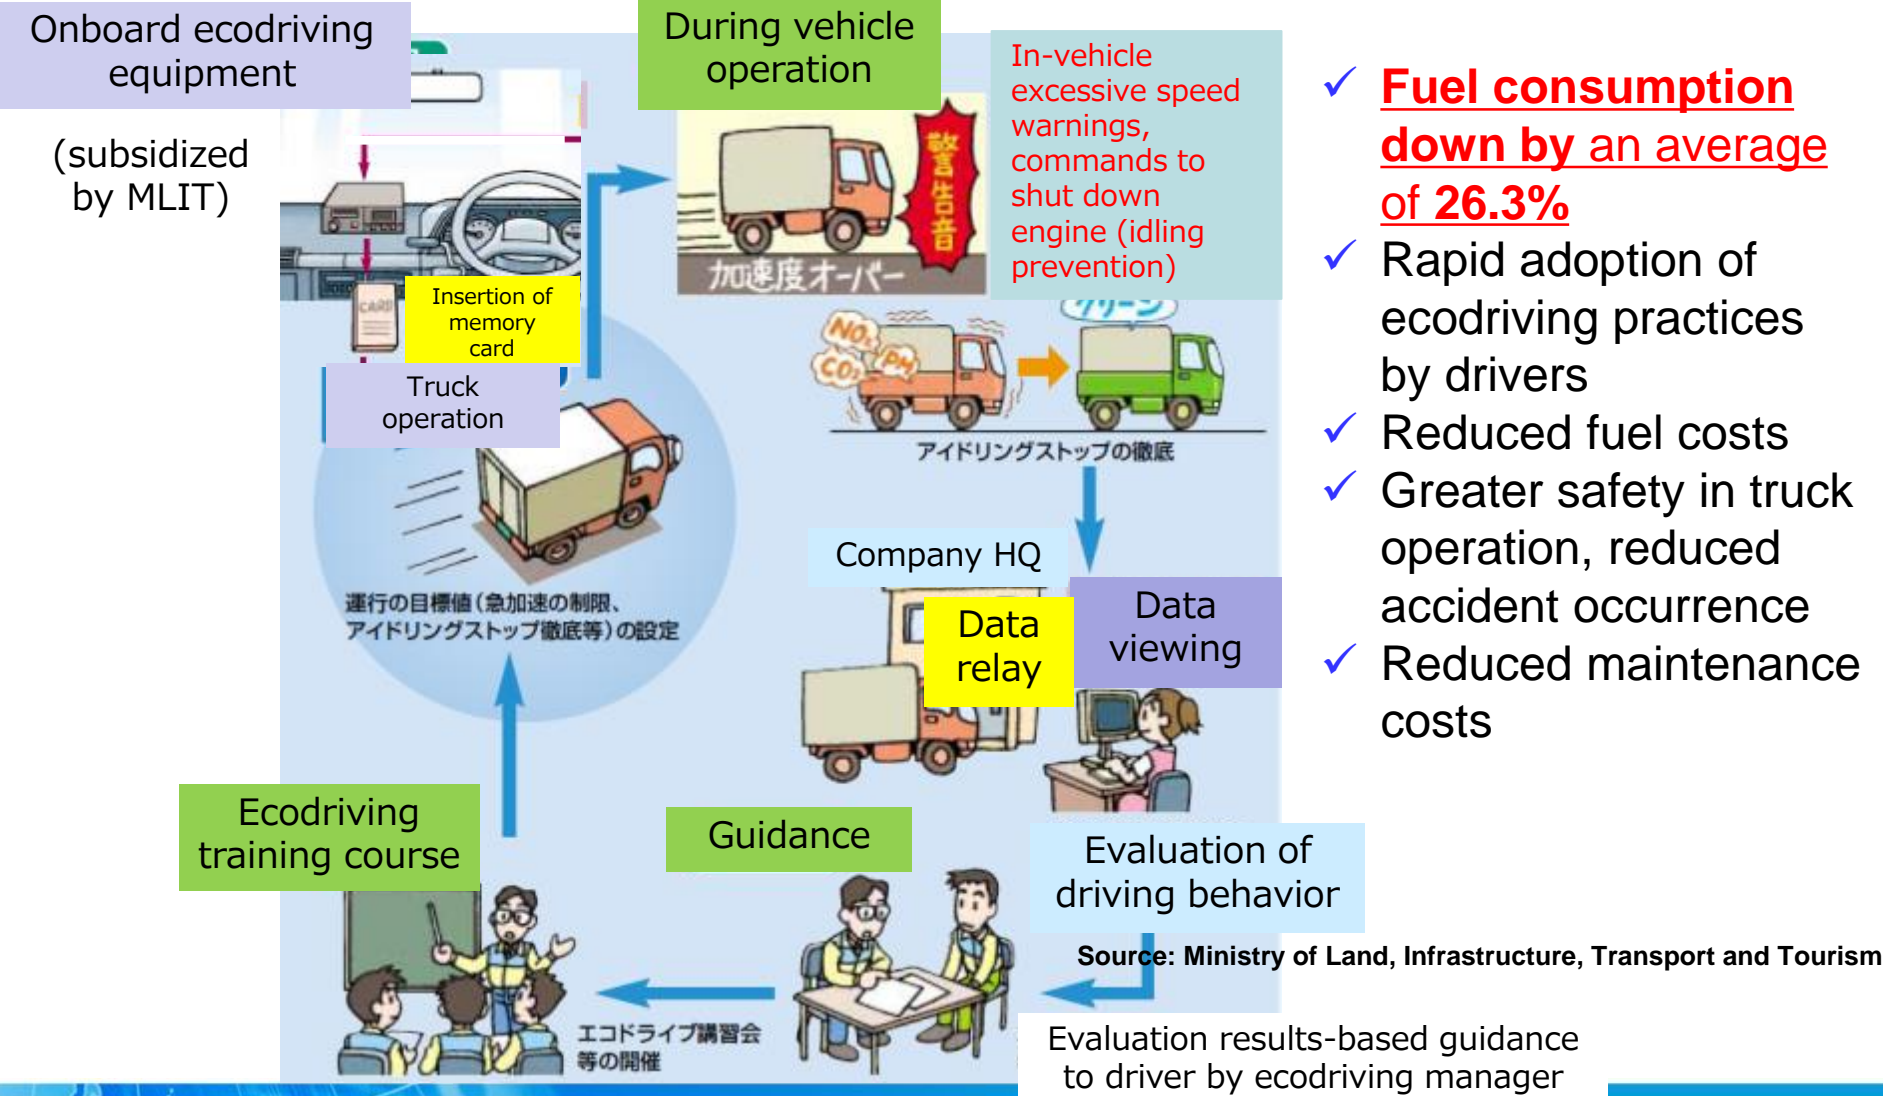 Onboard ecodriving
equipment
(subsidized
by MLIT)
During vehicle
operation
In-vehicle
excessive speed
warnings,
commands to
shut down
engine (idling
prevention)
警告音
加速度オーバー
CARD
Insertion of
memory
card
Truck
operation
NOx
PM
CO2
クリーン
アイドリングストップの徹底
運行の目標値(急加速の制限、
アイドリングストップ徹底等)の設定
Company HQ
Data
relay
Data
viewing
Ecodriving
training course
Guidance
Evaluation of
driving behavior
エコドライブ講習会
等の開催
Evaluation results-based guidance
to driver by ecodriving manager
✓ Fuel consumption
down by an average
of 26.3%
✓ Rapid adoption of
ecodriving practices
by drivers
✓ Reduced fuel costs
✓ Greater safety in truck
operation, reduced
accident occurrence
✓ Reduced maintenance
costs
Source: Ministry of Land, Infrastructure, Transport and Tourism